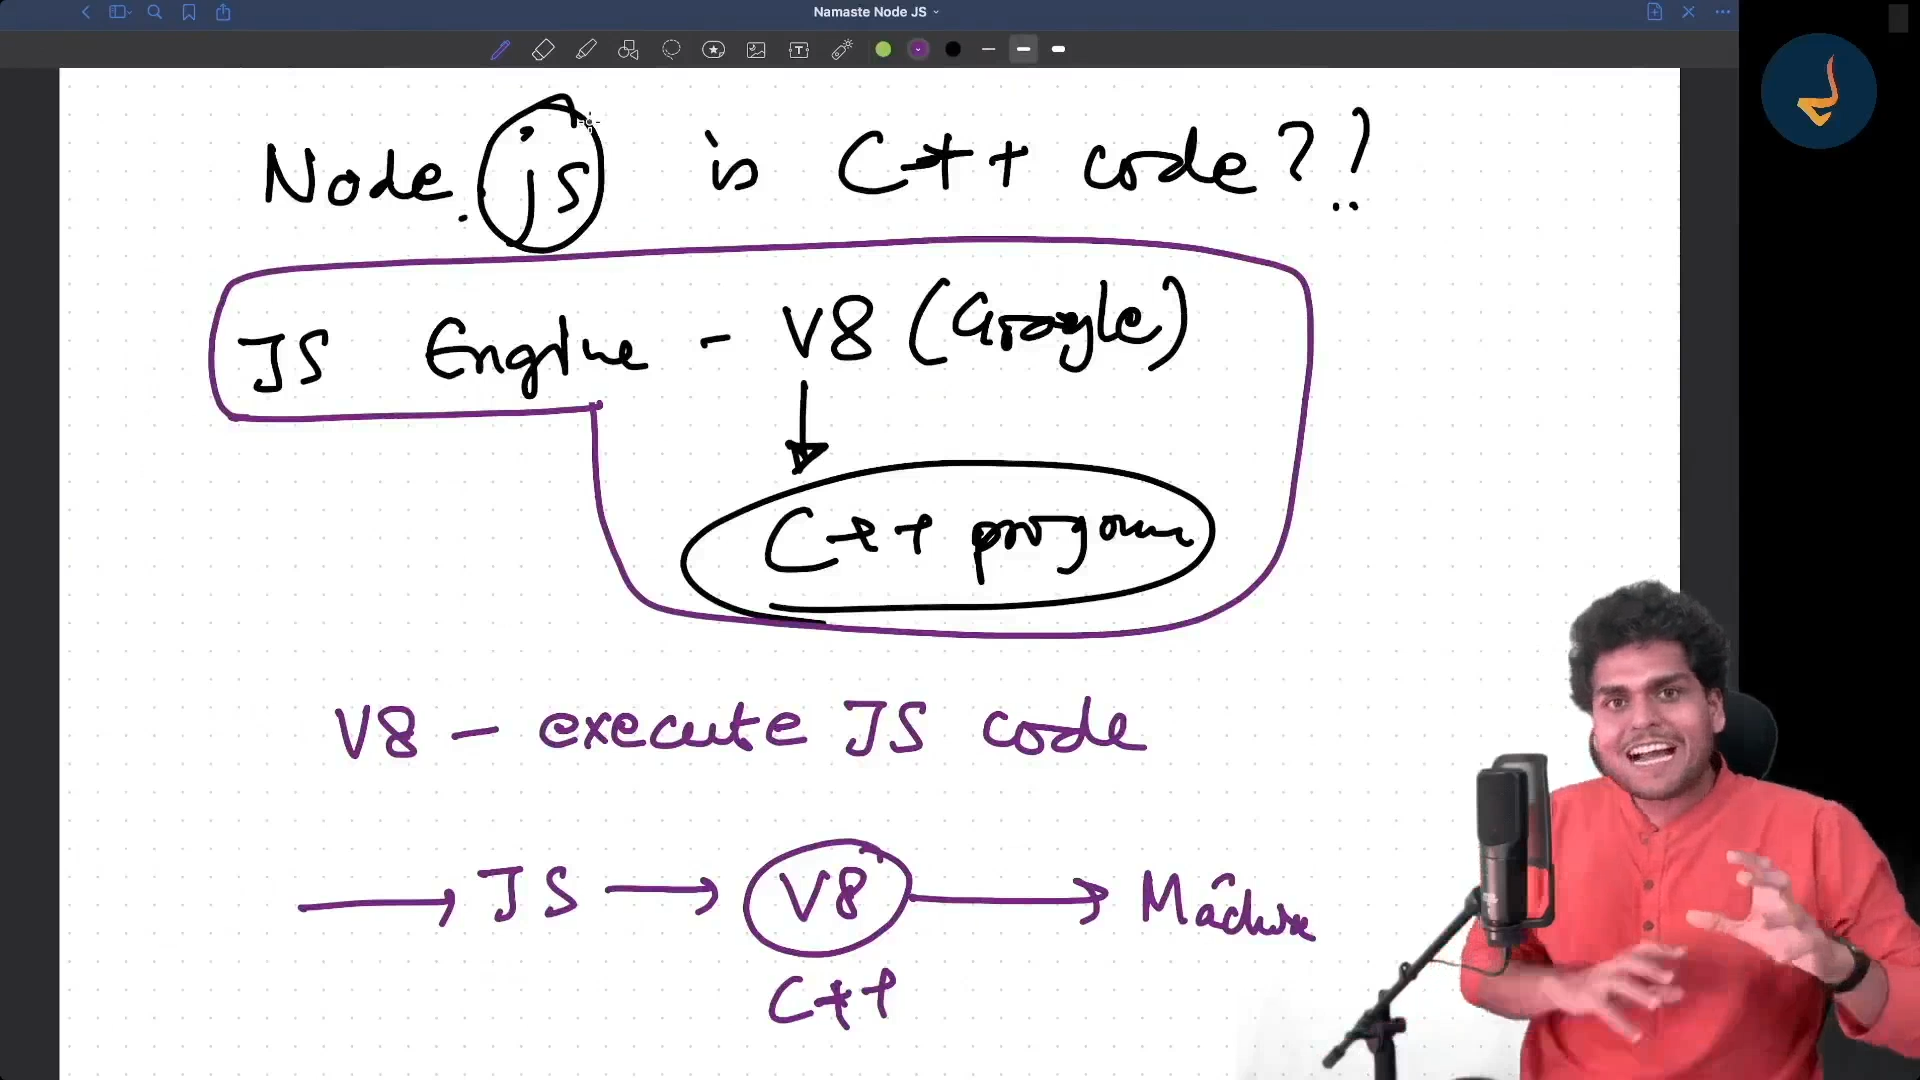 Namaste Node JS
Node.js is C++ code??
JS Engine - V8 (Google)
C++ program
V8 - execute JS code
JS V8 Machine
C++